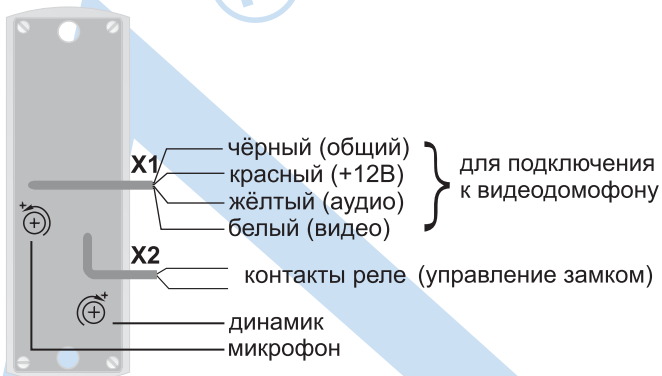 X1
чёрный (общий)
красный (+12В)
жёлтый (аудио)
белый (видео)
для подключения
к видеодомофону
X2
контакты реле (управление замком)
+
+
динамик
микрофон